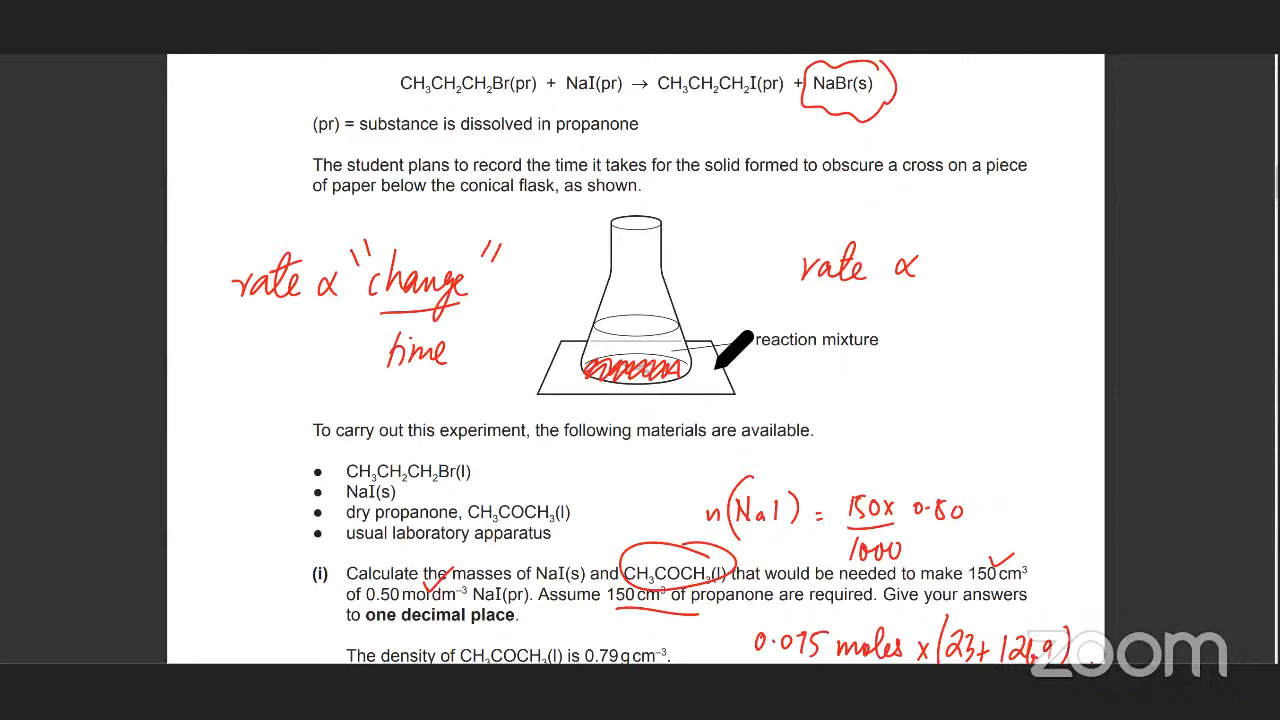 CH₃CH₂CH₂Br(pr) + NaI(pr) → CH₃CH₂CH₂I(pr) + NaBr(s)
(pr) = substance is dissolved in propanone
The student plans to record the time it takes for the solid formed to obscure a cross on a piece
of paper below the conical flask, as shown.
rate ∝ "change"
time
rate ∝
reaction mixture
To carry out this experiment, the following materials are available.
● CH₃CH₂CH₂Br(l)
● NaI(s)
● dry propanone, CH₃COCH₃(l)
● usual laboratory apparatus
n(NaI) = 150 x 0.50
1000
(i) Calculate the masses of NaI(s) and CH₃COCH₃(l) that would be needed to make 150 cm³
of 0.50 mol dm⁻³ NaI(pr). Assume 150 cm³ of propanone are required. Give your answers
to one decimal place.
0.075 moles x (23+ 126.9)
The density of CH₃COCH₃(l) is 0.79 g cm⁻³.
zoom